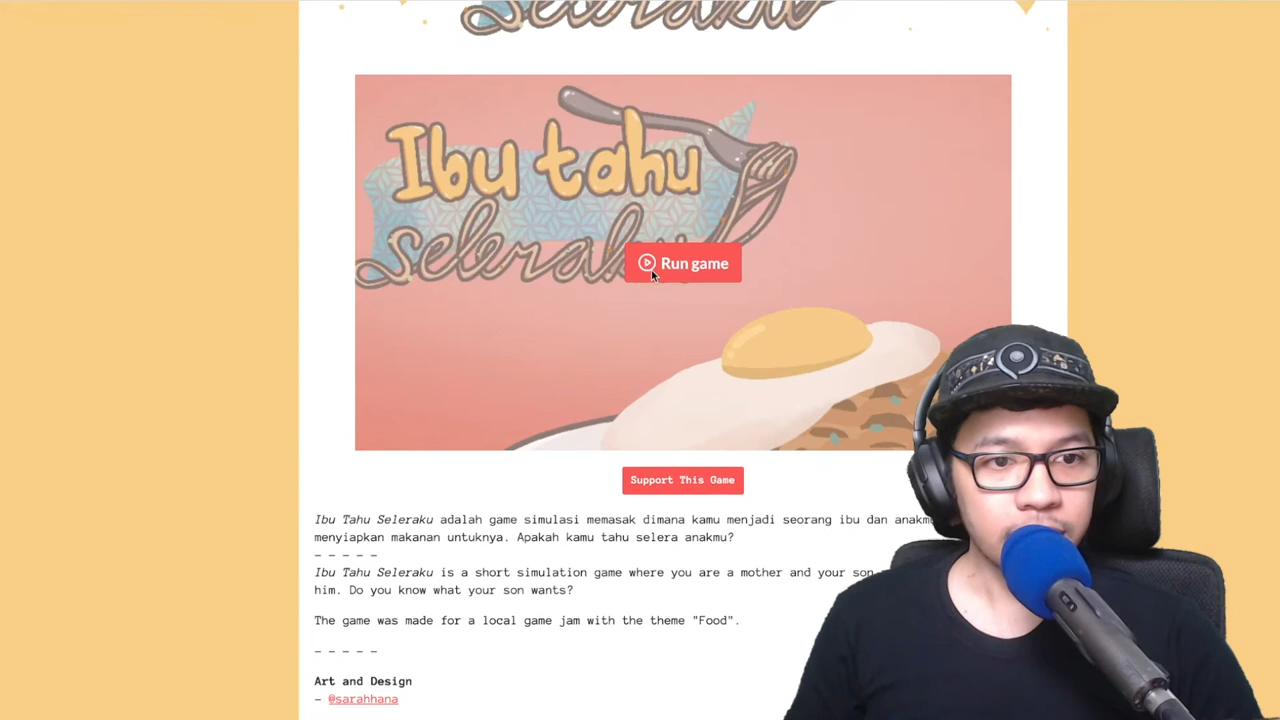 seleraku
Ibu tahu
seleraku
Run game
Support This Game
Ibu Tahu Seleraku adalah game simulasi memasak dimana kamu menjadi seorang ibu dan
menyiapkan makanan untuknya. Apakah kamu tahu selera anakmu?
- - - - -
Ibu Tahu Seleraku is a short simulation game where you are a mother and your son
him. Do you know what your son wants?
The game was made for a local game jam with the theme "Food".
- - - - -
Art and Design
- @sarahhana